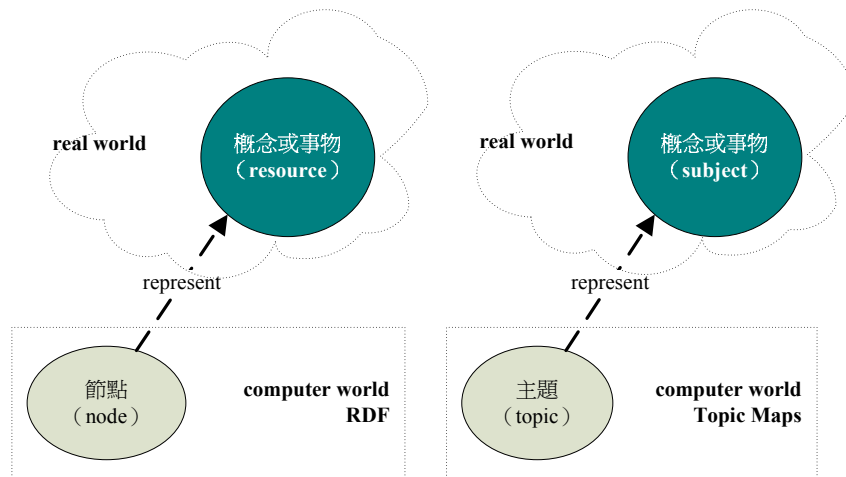 real world
概念或事物
（resource）
represent
節點
（node）
computer world
RDF
real world
概念或事物
（subject）
represent
主題
（topic）
computer world
Topic Maps